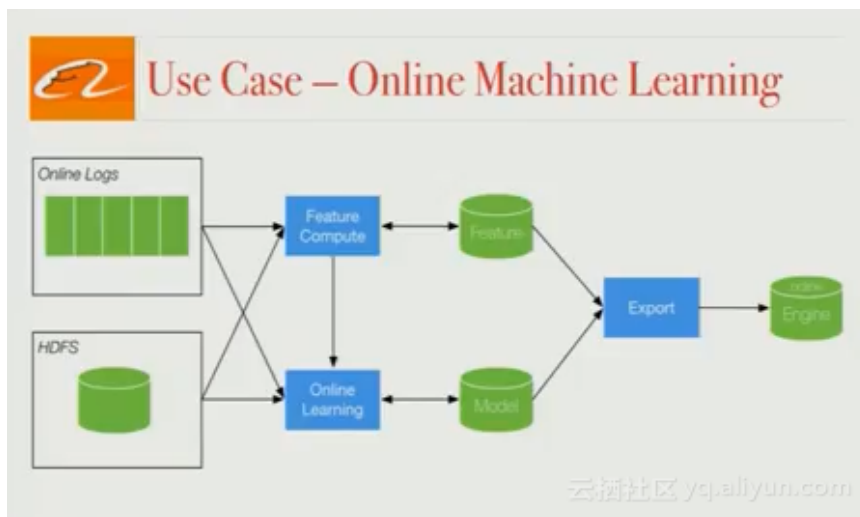 Use Case – Online Machine Learning
Online Logs
Feature
Compute
Feature
Export
online
Engine
HDFS
Online
Learning
Model
云栖社区 yq.aliyun.com